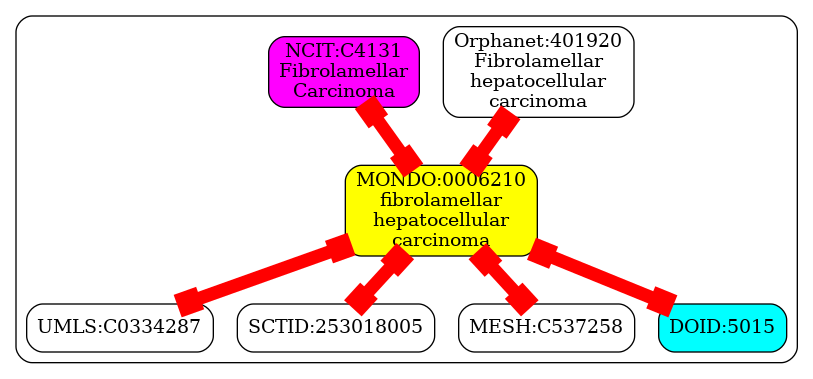 NCIT:C4131
Fibrolamellar
Carcinoma
Orphanet:401920
Fibrolamellar
hepatocellular
carcinoma
MONDO:0006210
fibrolamellar
hepatocellular
carcinoma
UMLS:C0334287
SCTID:253018005
MESH:C537258
DOID:5015